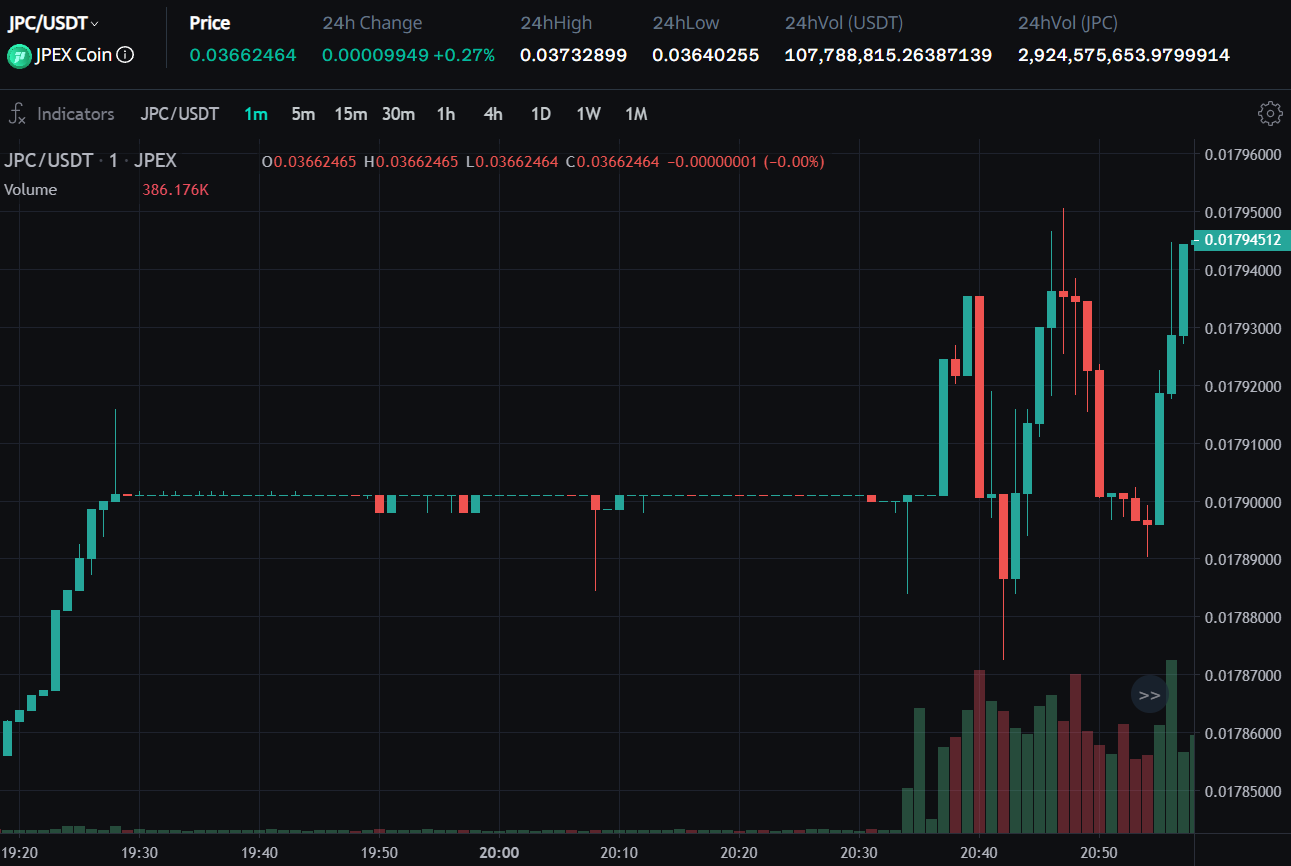 JPC/USDT Price 24h Change 24hHigh 24hLow 24hVol (USDT) 24hVol (JPC)
JPEX Coin 0.03662464 0.00009949 +0.27% 0.03732899 0.03640255 107,788,815.26387139 2,924,575,653.9799914
fx Indicators JPC/USDT 1m 5m 15m 30m 1h 4h 1D 1W 1M
JPC/USDT · 1 · JPEX O0.03662465 H0.03662465 L0.03662464 C0.03662464 −0.00000001 (−0.00%)
Volume 386.176K
0.01796000
0.01795000
0.01794512
0.01794000
0.01793000
0.01792000
0.01791000
0.01790000
0.01789000
0.01788000
0.01787000
>>
0.01786000
0.01785000
19:20 19:30 19:40 19:50 20:00 20:10 20:20 20:30 20:40 20:50